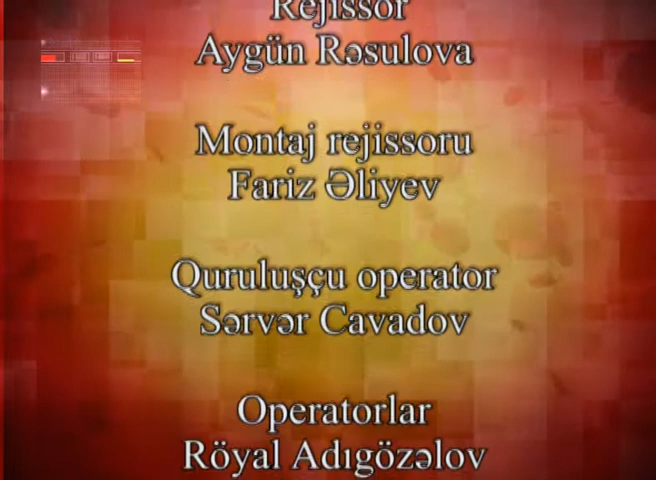 Rejissor
Aygün Rəsulova
Montaj rejissoru
Fariz Əliyev
Quruluşçu operator
Sərvər Cavadov
Operatorlar
Röyal Adıgözəlov